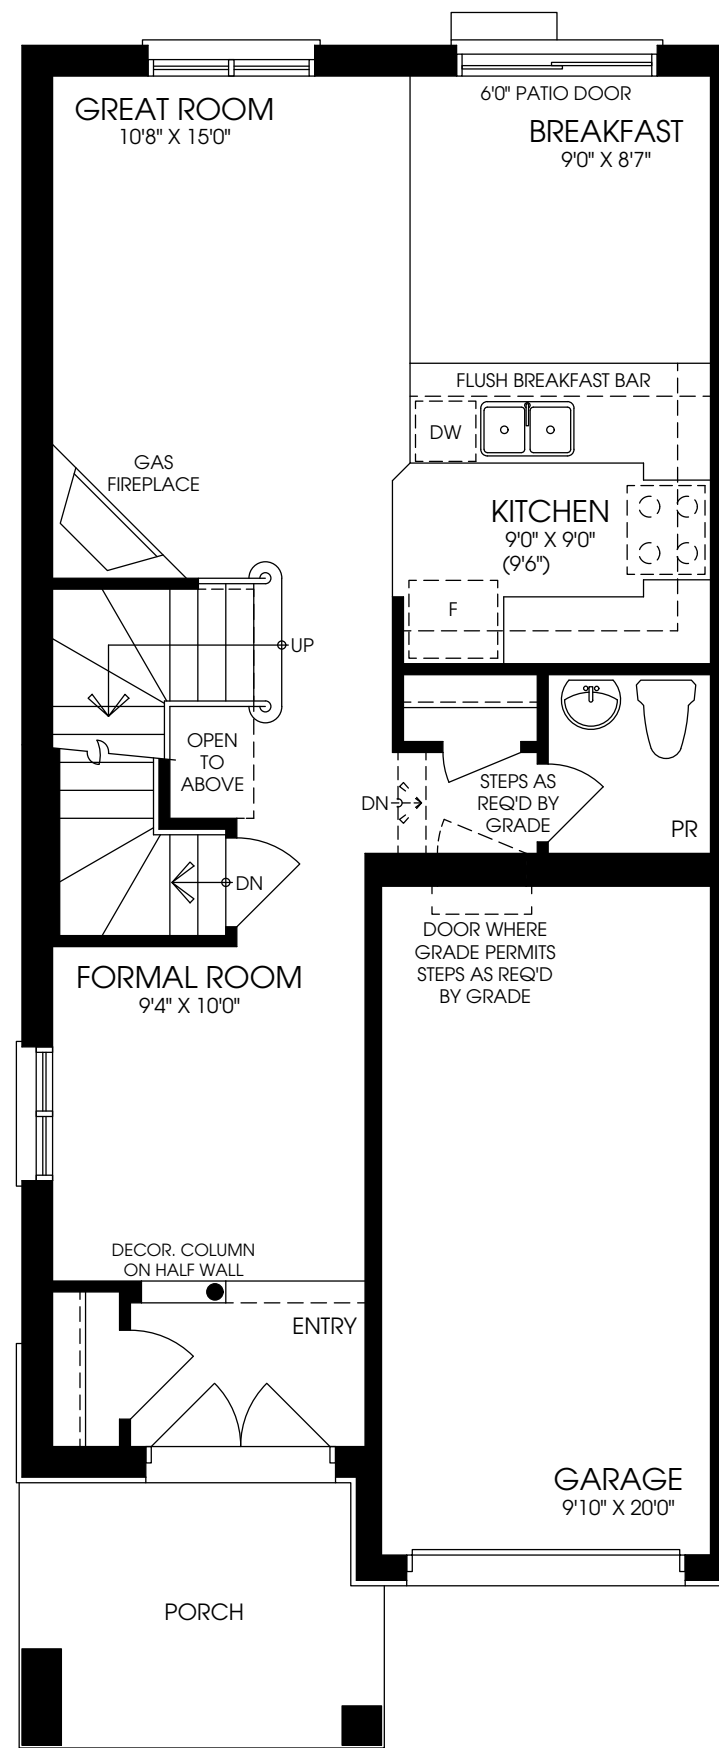 GREAT ROOM
10'8" X 15'0"
6'0" PATIO DOOR
BREAKFAST
9'0" X 8'7"
FLUSH BREAKFAST BAR
DW
GAS
FIREPLACE
KITCHEN
9'0" X 9'0"
(9'6")
F
UP
OPEN
TO
ABOVE
STEPS AS
REQ'D BY
GRADE
DN
PR
DN
DOOR WHERE
GRADE PERMITS
STEPS AS REQ'D
BY GRADE
FORMAL ROOM
9'4" X 10'0"
DECOR. COLUMN
ON HALF WALL
ENTRY
GARAGE
9'10" X 20'0"
PORCH